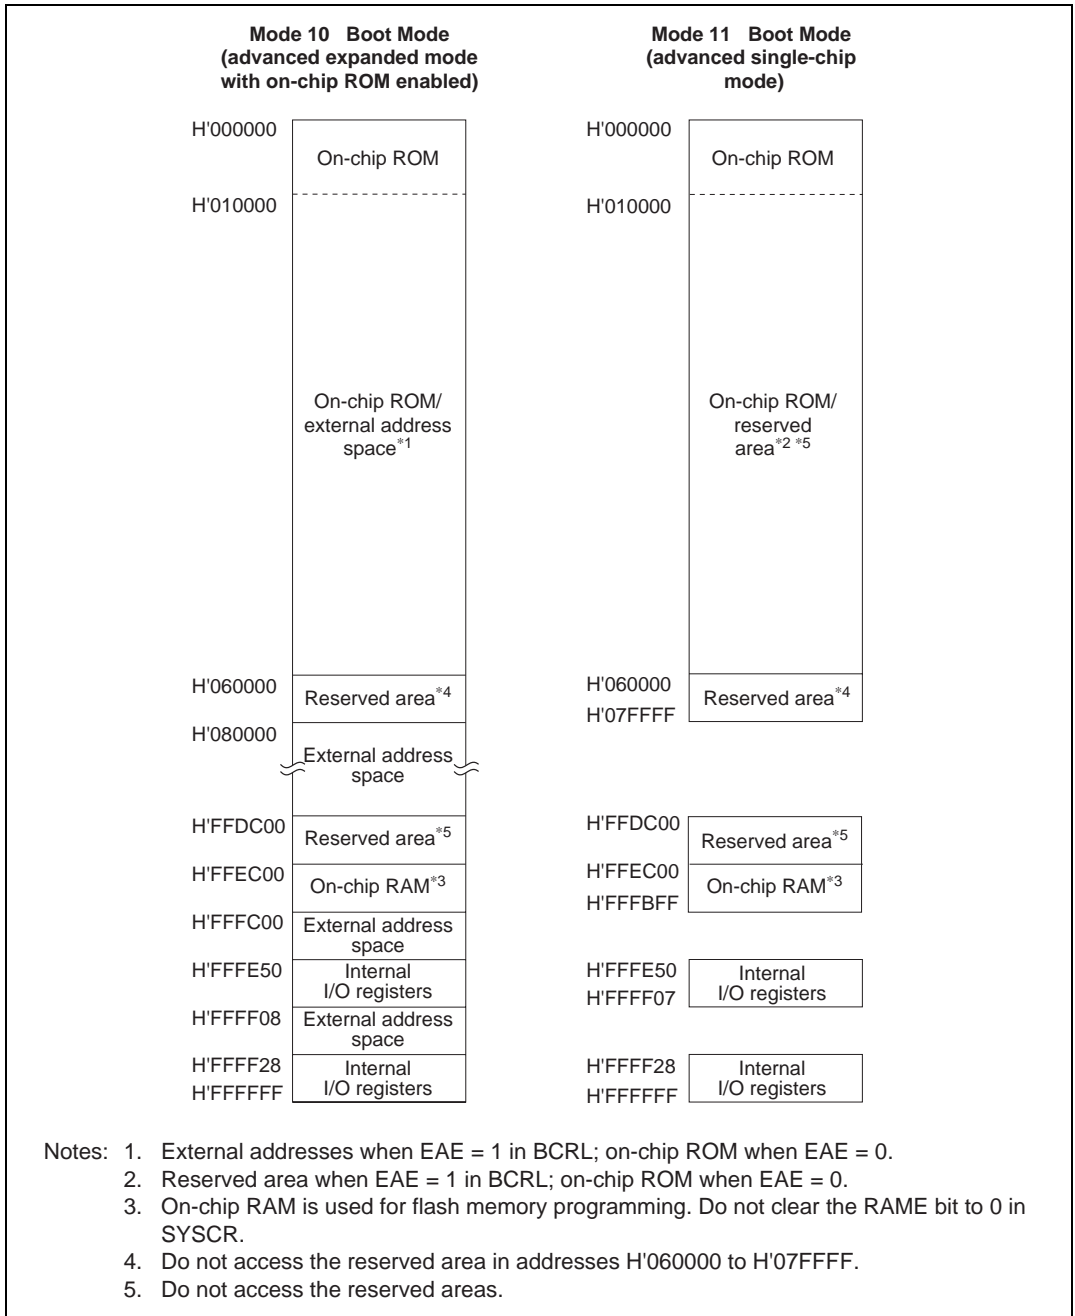 Mode 10 Boot Mode
(advanced expanded mode
with on-chip ROM enabled)
H'000000
On-chip ROM
H'010000
On-chip ROM/
external address
space*1
H'060000
Reserved area*4
H'080000
External address
space
H'FFDC00
Reserved area*5
H'FFEC00
On-chip RAM*3
H'FFFC00
External address
space
H'FFFE50
Internal
I/O registers
H'FFFF08
External address
space
H'FFFF28
Internal
I/O registers
H'FFFFFF
Mode 11 Boot Mode
(advanced single-chip
mode)
H'000000
On-chip ROM
H'010000
On-chip ROM/
reserved
area*2 *5
H'060000
Reserved area*4
H'07FFFF
H'FFDC00
Reserved area*5
H'FFEC00
On-chip RAM*3
H'FFFBFF
H'FFFE50
Internal
I/O registers
H'FFFF07
H'FFFF28
Internal
I/O registers
H'FFFFFF
Notes: 1. External addresses when EAE = 1 in BCRL; on-chip ROM when EAE = 0.
2. Reserved area when EAE = 1 in BCRL; on-chip ROM when EAE = 0.
3. On-chip RAM is used for flash memory programming. Do not clear the RAME bit to 0 in
SYSCR.
4. Do not access the reserved area in addresses H'060000 to H'07FFFF.
5. Do not access the reserved areas.